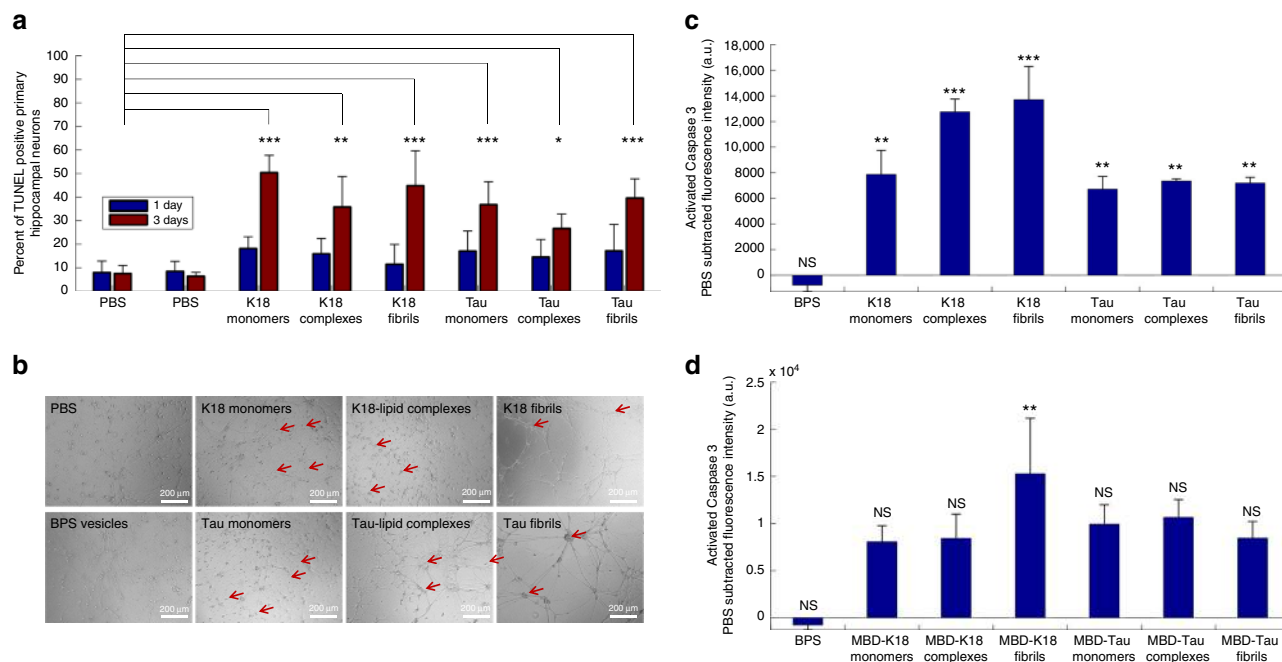 a
Percent of TUNEL positive primary
hippocampal neurons
100
90
80
70
60
50
40
30
20
10
0
1 day
3 days
***
**
***
***
*
***
PBS
PBS
K18
monomers
K18
complexes
K18
fibrils
Tau
monomers
Tau
complexes
Tau
fibrils
b
PBS
200 µm
K18 monomers
200 µm
K18-lipid complexes
200 µm
K18 fibrils
200 µm
BPS vesicles
200 µm
Tau monomers
200 µm
Tau-lipid complexes
200 µm
Tau fibrils
200 µm
c
Activated Caspase 3
PBS subtracted fluorescence intensity (a.u.)
18,000
16,000
14,000
12,000
10,000
8000
6000
4000
2000
0
NS
**
***
***
**
**
**
BPS
K18
monomers
K18
complexes
K18
fibrils
Tau
monomers
Tau
complexes
Tau
fibrils
d
Activated Caspase 3
PBS subtracted fluorescence intensity (a.u.)
x 10⁴
2.5
2
1.5
1
0.5
0
NS
NS
NS
**
NS
NS
NS
BPS
MBD-K18
monomers
MBD-K18
complexes
MBD-K18
fibrils
MBD-Tau
monomers
MBD-Tau
complexes
MBD-Tau
fibrils